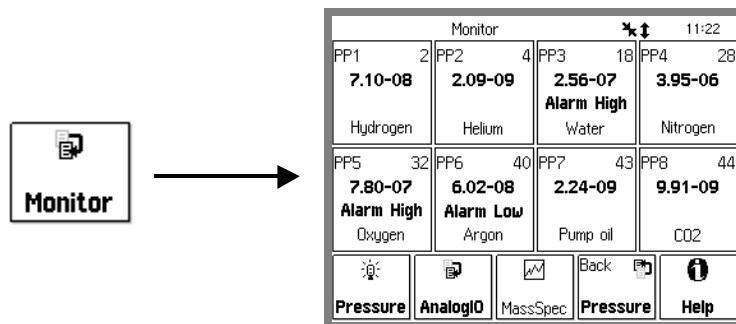 Monitor
Monitor 11:22
PP1 2 PP2 4 PP3 18 PP4 28
7.10-08 2.09-09 2.56-07 3.95-06
Alarm High
Hydrogen Helium Water Nitrogen
PP5 32 PP6 40 PP7 43 PP8 44
7.80-07 6.02-08 2.24-09 9.91-09
Alarm High Alarm Low
Oxygen Argon Pump oil CO2
Back
Pressure AnalogIO MassSpec Pressure Help